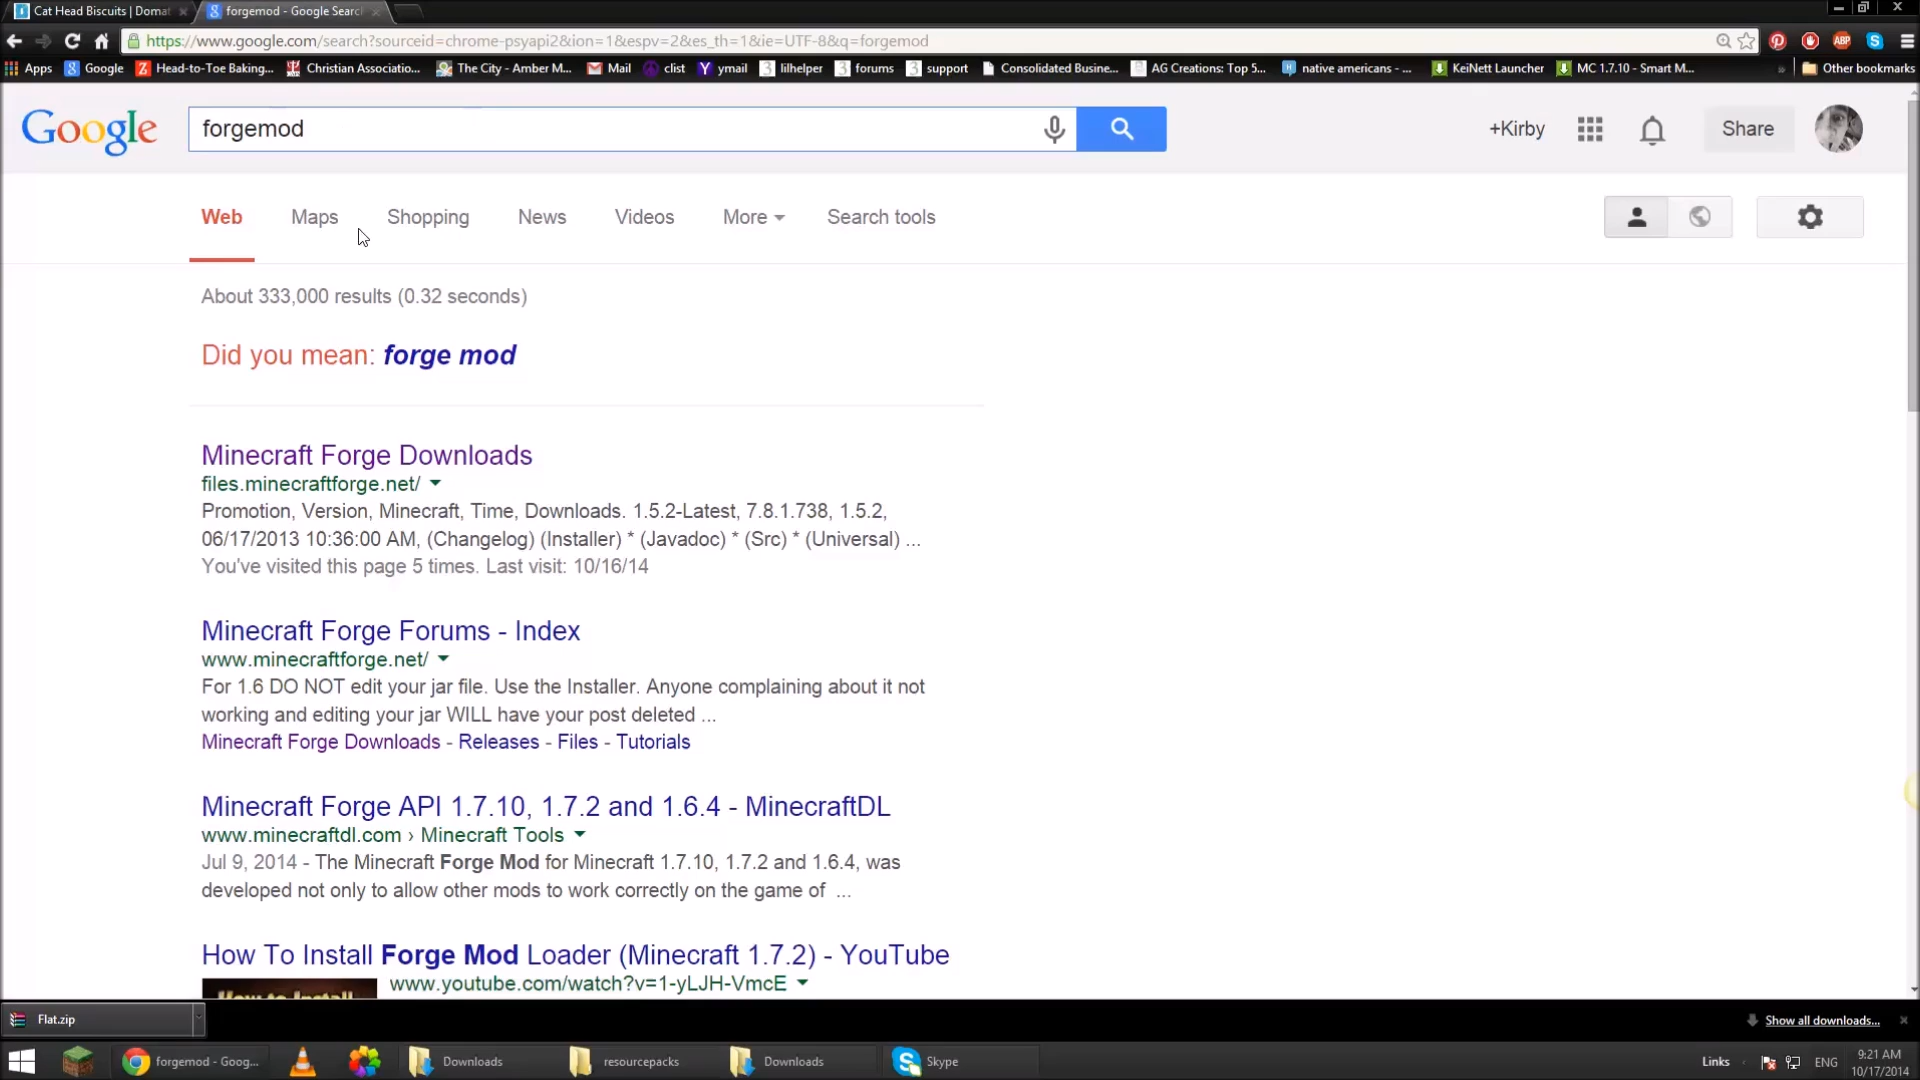 Cat Head Biscuits | Domat
forgemod - Google Searc
https://www.google.com/search?sourceid=chrome-psyapi2&ion=1&espv=2&es_th=1&ie=UTF-8&q=forgemod
ABP
Apps Google Head-to-Toe Baking... Christian Associatio... The City - Amber M... Mail clist ymail lilhelper forums support Consolidated Busine... AG Creations: Top 5... native americans - ... KeiNett Launcher MC 1.7.10 - Smart M... » Other bookmarks
Google forgemod +Kirby Share
Web Maps Shopping News Videos More Search tools
About 333,000 results (0.32 seconds)
Did you mean: forge mod
Minecraft Forge Downloads
files.minecraftforge.net/
Promotion, Version, Minecraft, Time, Downloads. 1.5.2-Latest, 7.8.1.738, 1.5.2,
06/17/2013 10:36:00 AM, (Changelog) (Installer) * (Javadoc) * (Src) * (Universal) ...
You've visited this page 5 times. Last visit: 10/16/14
Minecraft Forge Forums - Index
www.minecraftforge.net/
For 1.6 DO NOT edit your jar file. Use the Installer. Anyone complaining about it not
working and editing your jar WILL have your post deleted ...
Minecraft Forge Downloads - Releases - Files - Tutorials
Minecraft Forge API 1.7.10, 1.7.2 and 1.6.4 - MinecraftDL
www.minecraftdl.com › Minecraft Tools
Jul 9, 2014 - The Minecraft Forge Mod for Minecraft 1.7.10, 1.7.2 and 1.6.4, was
developed not only to allow other mods to work correctly on the game of ...
How To Install Forge Mod Loader (Minecraft 1.7.2) - YouTube
www.youtube.com/watch?v=1-yLJH-VmcE
How to Install
Flat.zip Show all downloads...
forgemod - Goog... Downloads resourcepacks Downloads Skype Links ENG 9:21 AM
10/17/2014